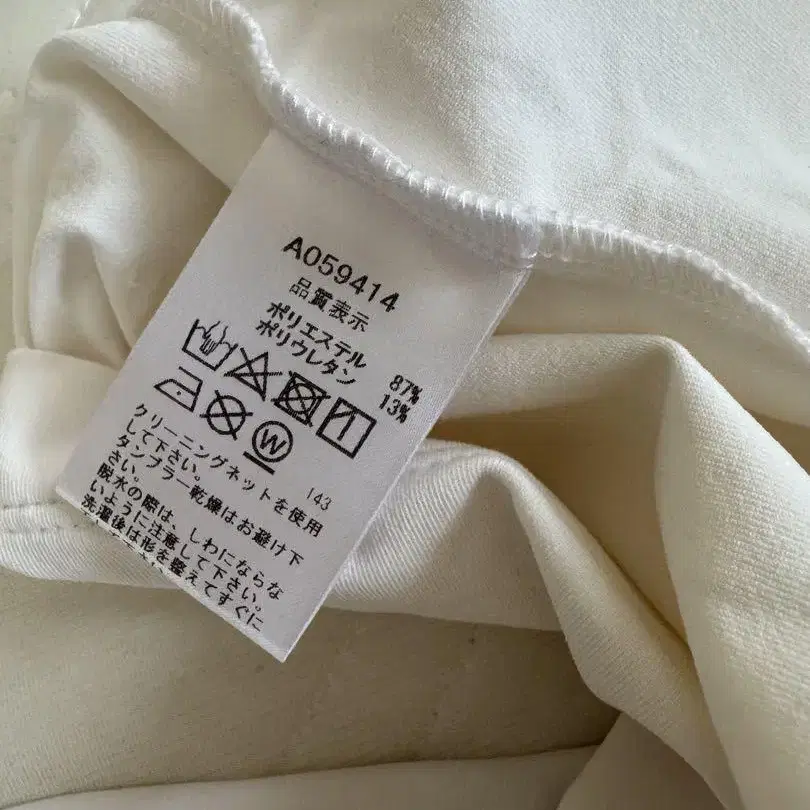 A059414
品質表示
ポリエステル 87%
ポリウレタン 13%
W
143
クリーニングネットを使用
して下さい。
タンブラー乾燥はお避け下
さい。
脱水の際は、しわにならな
いように注意して下さい。
洗濯後は形を整えてすぐに